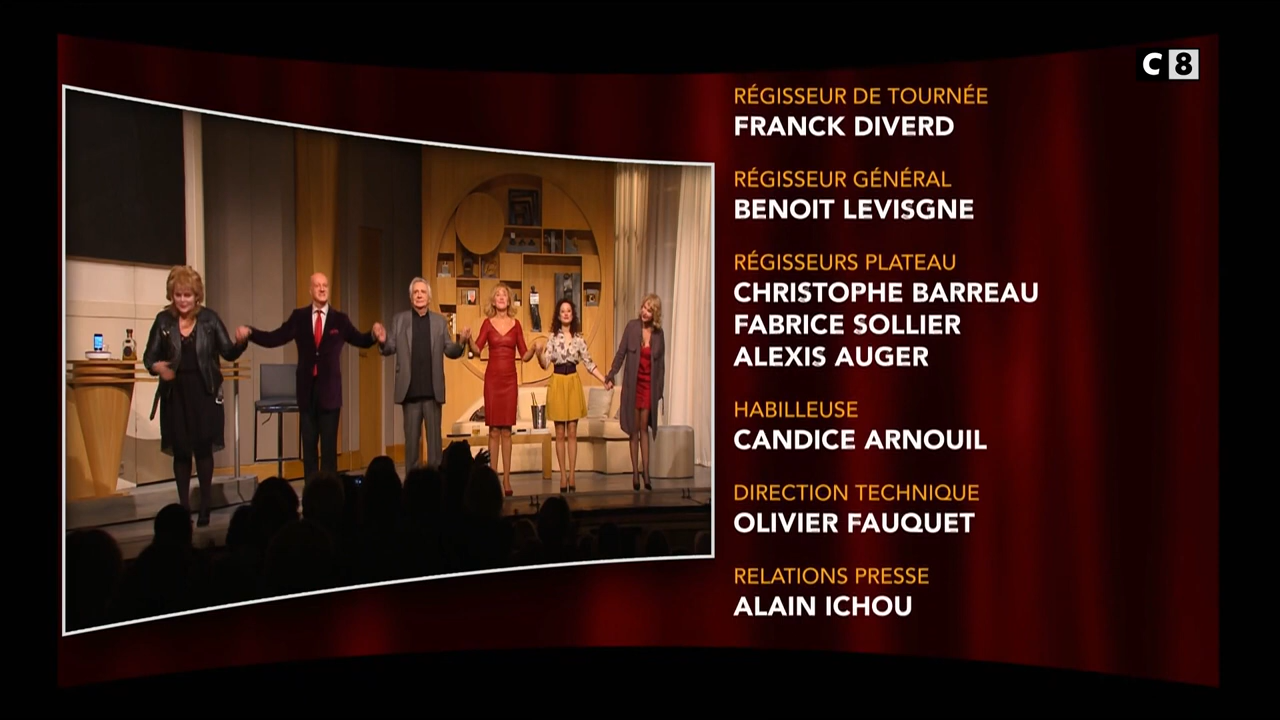 C8
RÉGISSEUR DE TOURNÉE
FRANCK DIVERD
RÉGISSEUR GÉNÉRAL
BENOIT LEVISGNE
RÉGISSEURS PLATEAU
CHRISTOPHE BARREAU
FABRICE SOLLIER
ALEXIS AUGER
HABILLEUSE
CANDICE ARNOUIL
DIRECTION TECHNIQUE
OLIVIER FAUQUET
RELATIONS PRESSE
ALAIN ICHOU